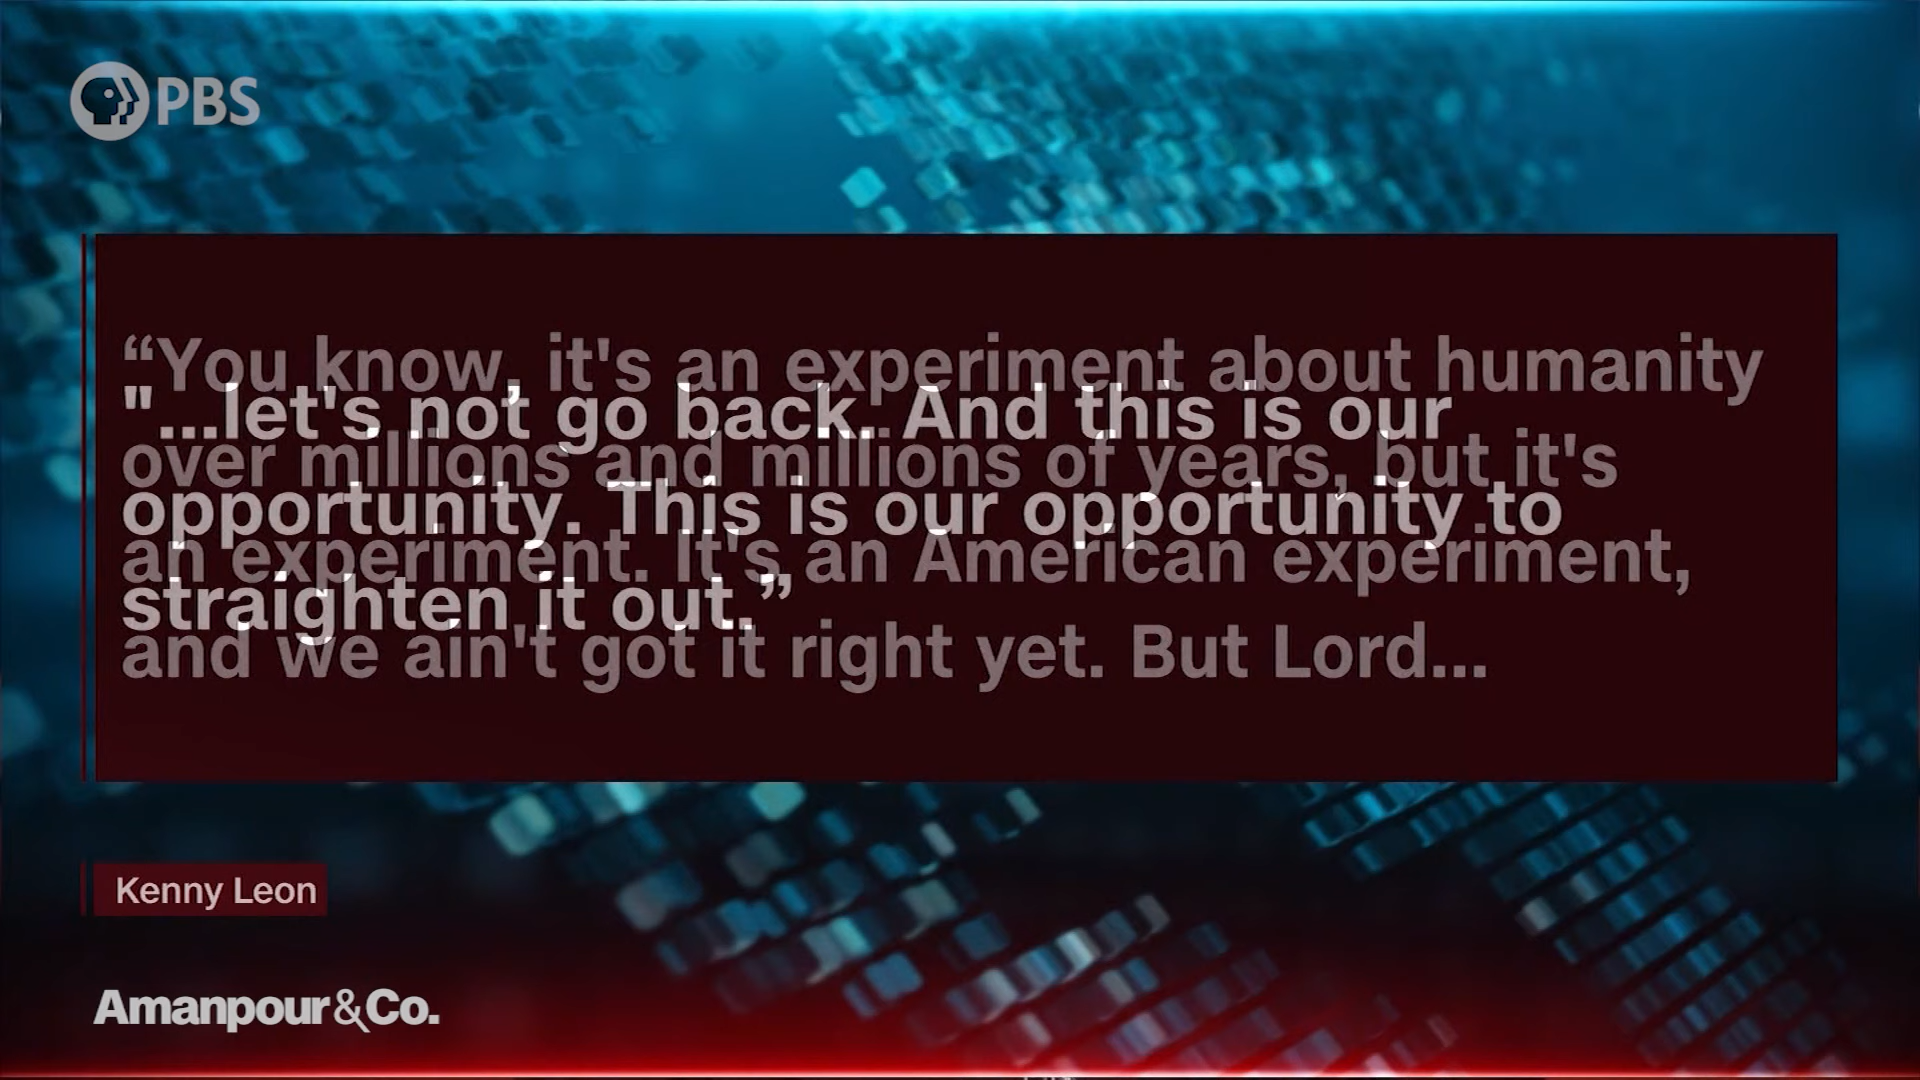 PBS
“You know, it's an experiment about humanity
over millions and millions of years, but it's
an experiment. It's an American experiment,
and we ain't got it right yet. But Lord...
"...let's not go back. And this is our
opportunity. This is our opportunity to
straighten it out.”
Kenny Leon
Amanpour&Co.